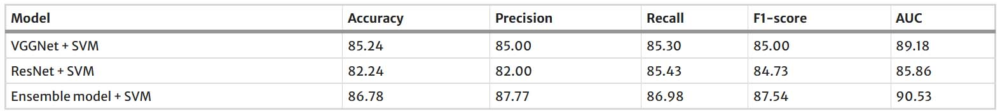 Model Accuracy Precision Recall F1-score AUC
VGGNet + SVM 85.24 85.00 85.30 85.00 89.18
ResNet + SVM 82.24 82.00 85.43 84.73 85.86
Ensemble model + SVM 86.78 87.77 86.98 87.54 90.53